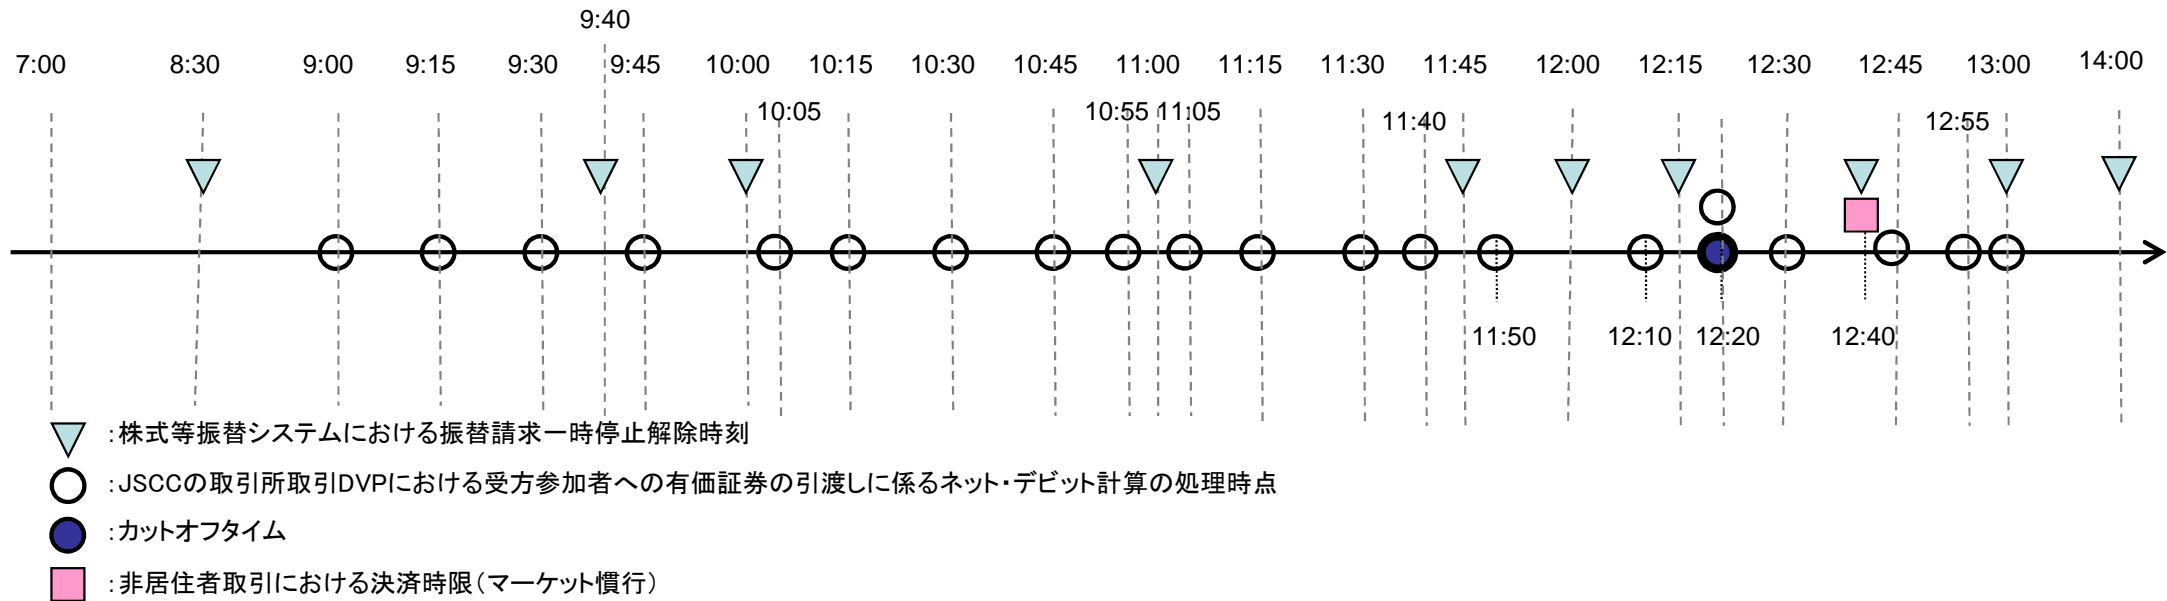 9:40
7:00 8:30 9:00 9:15 9:30 9:45 10:00 10:15 10:30 10:45 11:00 11:15 11:30 11:45 12:00 12:15 12:30 12:45 13:00 14:00
10:05 10:55 11:05 11:40 12:55
11:50 12:10 12:20 12:40
:株式等振替システムにおける振替請求一時停止解除時刻
:JSCCの取引所取引DVPにおける受方参加者への有価証券の引渡しに係るネット・デビット計算の処理時点
:カットオフタイム
:非居住者取引における決済時限(マーケット慣行)